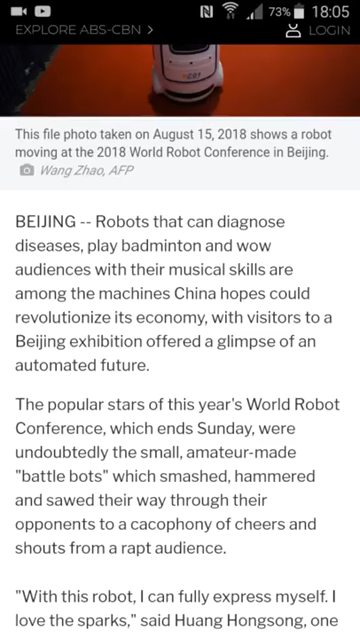 73% 18:05
EXPLORE ABS-CBN > LOGIN
This file photo taken on August 15, 2018 shows a robot
moving at the 2018 World Robot Conference in Beijing.
Wang Zhao, AFP
BEIJING -- Robots that can diagnose
diseases, play badminton and wow
audiences with their musical skills are
among the machines China hopes could
revolutionize its economy, with visitors to a
Beijing exhibition offered a glimpse of an
automated future.
The popular stars of this year's World Robot
Conference, which ends Sunday, were
undoubtedly the small, amateur-made
"battle bots" which smashed, hammered
and sawed their way through their
opponents to a cacophony of cheers and
shouts from a rapt audience.
"With this robot, I can fully express myself. I
love the sparks," said Huang Hongsong, one